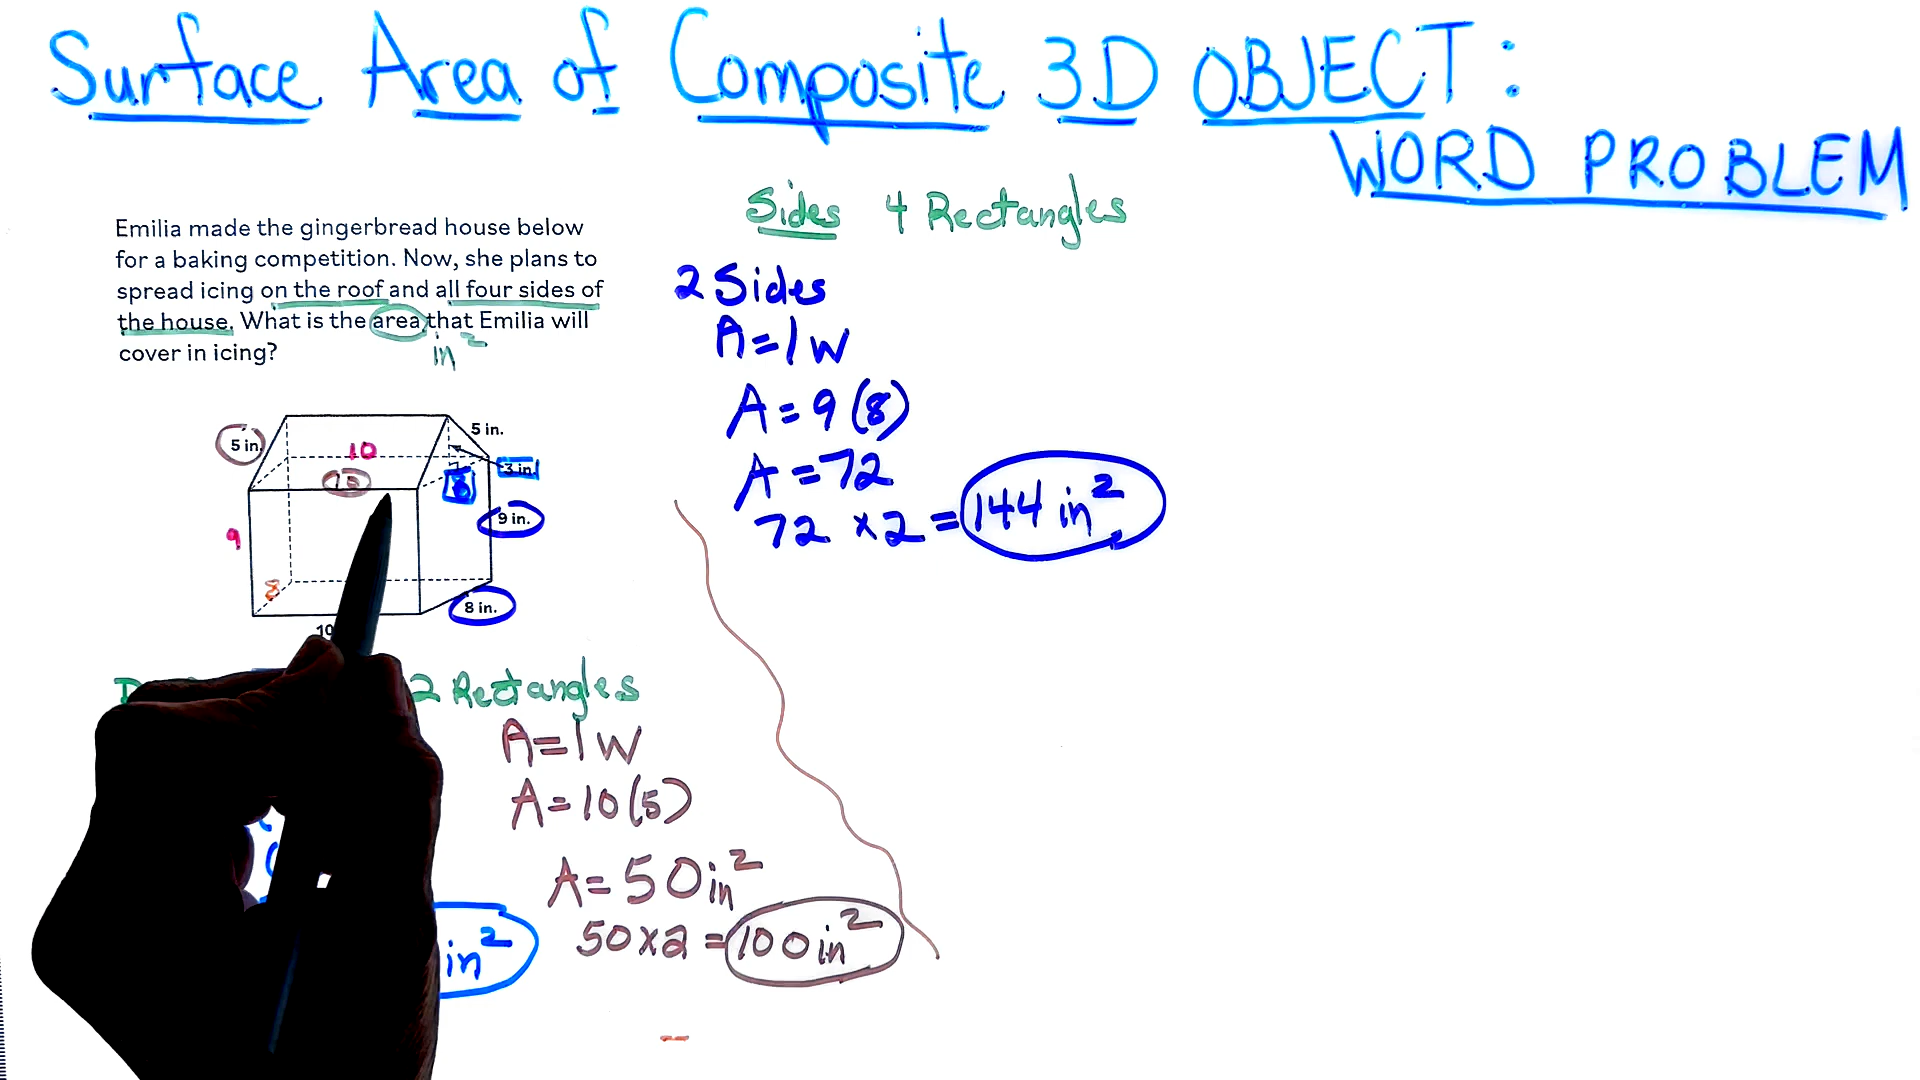 Surface Area of Composite 3D OBJECT:
WORD PROBLEM
Emilia made the gingerbread house below
for a baking competition. Now, she plans to
spread icing on the roof and all four sides of
the house. What is the area that Emilia will
cover in icing?
in²
5 in.
5 in.
10
10
3 in.
8
9 in.
9
8
8 in.
2 Rectangles
A=lw
A=10(5)
A=50in²
50x2=100in²
in²
Sides 4 Rectangles
2 Sides
A=lw
A=9(8)
A=72
72 x2=144in²